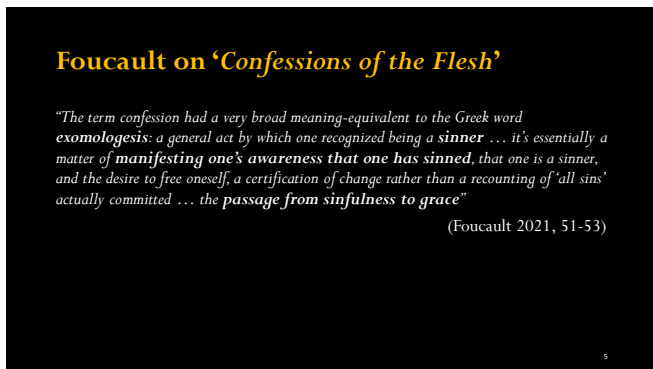 Foucault on ‘Confessions of the Flesh’
“The term confession had a very broad meaning-equivalent to the Greek word
exomologesis: a general act by which one recognized being a sinner … it’s essentially a
matter of manifesting one’s awareness that one has sinned, that one is a sinner,
and the desire to free oneself, a certification of change rather than a recounting of ‘all sins’
actually committed … the passage from sinfulness to grace”
(Foucault 2021, 51-53)
5